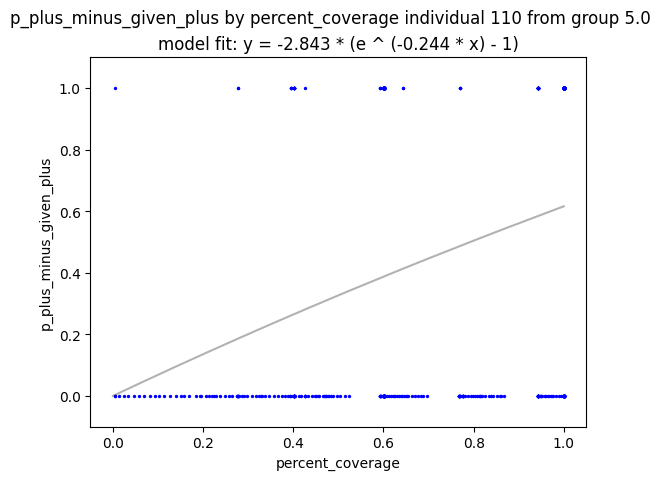 p_plus_minus_given_plus by percent_coverage individual 110 from group 5.0
model fit: y = -2.843 * (e ^ (-0.244 * x) - 1)
1.0
0.8
0.6
0.4
0.2
0.0
p_plus_minus_given_plus
0.0 0.2 0.4 0.6 0.8 1.0
percent_coverage